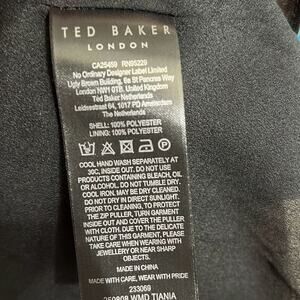 TED BAKER
LONDON
CA25459 RN95229
No Ordinary Designer Label Limited
Ugly Brown Building, 6a St Pancras Way
London NW1 0TB. United Kingdom
Ted Baker Netherlands
Leidsestraat 64, 1017 PD Amsterdam
The Netherlands
SHELL: 100% POLYESTER
LINING: 100% POLYESTER
COOL HAND WASH SEPARATELY AT
30C, INSIDE OUT. DO NOT USE
PRODUCTS CONTAINING BLEACH, OIL
OR ALCOHOL. DO NOT TUMBLE DRY.
COOL IRON, MAY BE DRY CLEANED.
DO NOT DRY IN DIRECT SUNLIGHT.
PRIOR TO CLEANING, TO PROTECT
THE ZIP PULLER, TURN GARMENT
INSIDE OUT AND COVER THE PULLER
WITH CLOTH. DUE TO THE DELICATE
NATURE OF THIS GARMENT, PLEASE
TAKE CARE WHEN WEARING WITH
JEWELLERY OR NEAR SHARP
OBJECTS.
MADE IN CHINA
MADE WITH CARE, WEAR WITH PRIDE
233069
WMD TIANIA